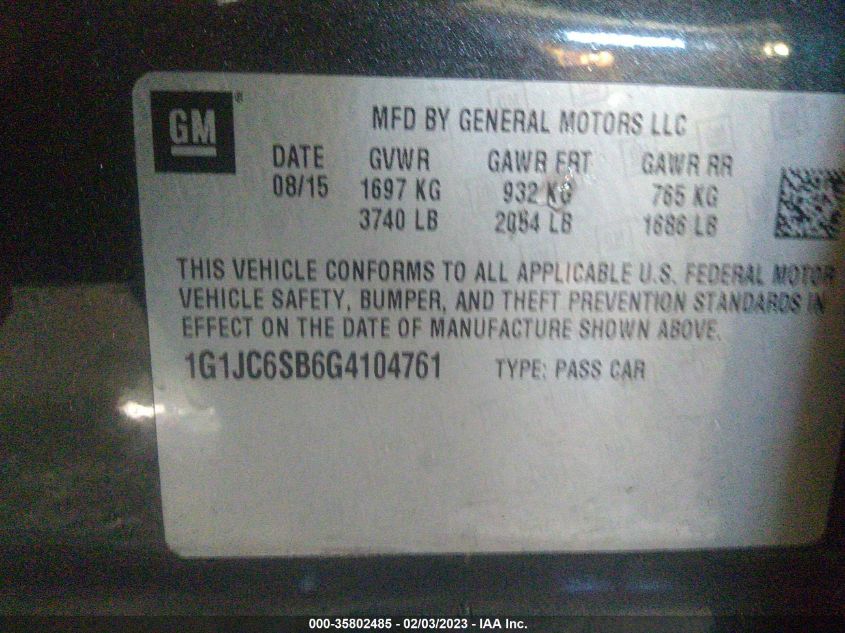 GM ®
MFD BY GENERAL MOTORS LLC
DATE GVWR GAWR FRT GAWR RR
08/15 1697 KG 932 KG 765 KG
3740 LB 2054 LB 1686 LB
THIS VEHICLE CONFORMS TO ALL APPLICABLE U.S. FEDERAL MOTOR
VEHICLE SAFETY, BUMPER, AND THEFT PREVENTION STANDARDS IN
EFFECT ON THE DATE OF MANUFACTURE SHOWN ABOVE.
1G1JC6SB6G4104761 TYPE: PASS CAR
000-35802485 - 02/03/2023 - IAA Inc.